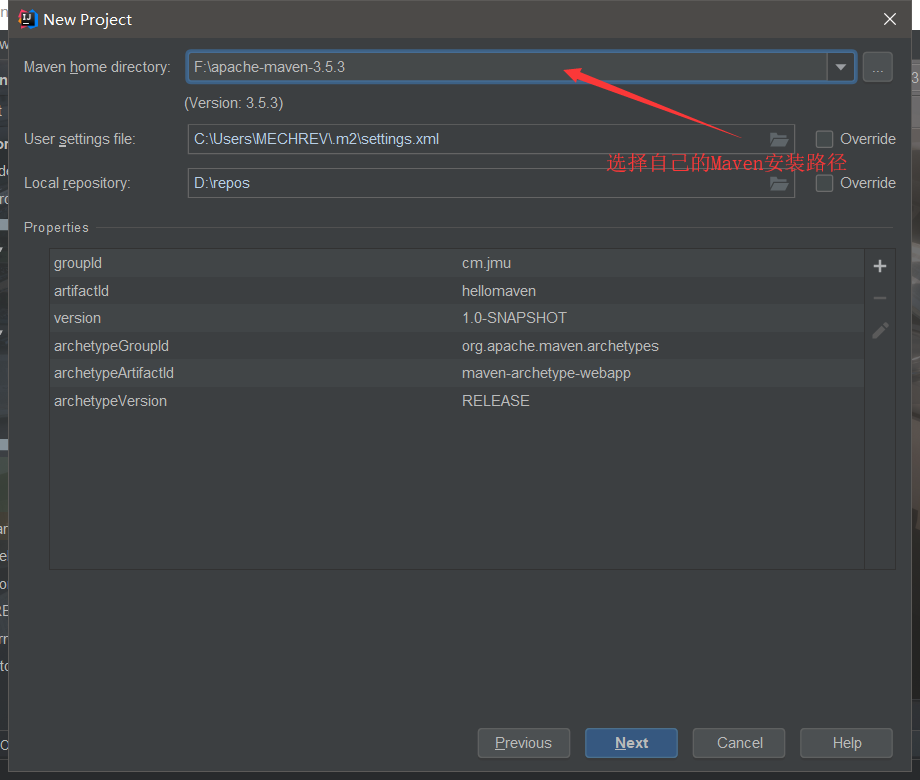 New Project
Maven home directory: F:\apache-maven-3.5.3 ...
(Version: 3.5.3)
User settings file: C:\Users\MECHREV\.m2\settings.xml Override
选择自己的Maven安装路径
Local repository: D:\repos Override
Properties
groupId cm.jmu
artifactId hellomaven
version 1.0-SNAPSHOT
archetypeGroupId org.apache.maven.archetypes
archetypeArtifactId maven-archetype-webapp
archetypeVersion RELEASE
Previous Next Cancel Help